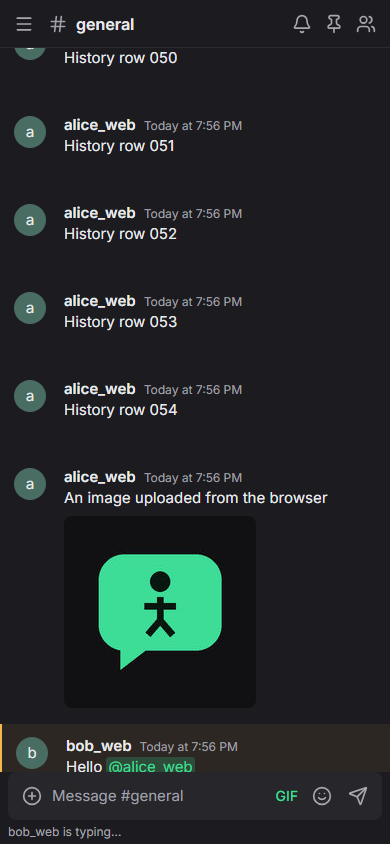 # general
a
History row 050
alice_web Today at 7:56 PM
a
History row 051
alice_web Today at 7:56 PM
a
History row 052
alice_web Today at 7:56 PM
a
History row 053
alice_web Today at 7:56 PM
a
History row 054
alice_web Today at 7:56 PM
a
An image uploaded from the browser
bob_web Today at 7:56 PM
b
Hello @alice_web
Message #general GIF
bob_web is typing...